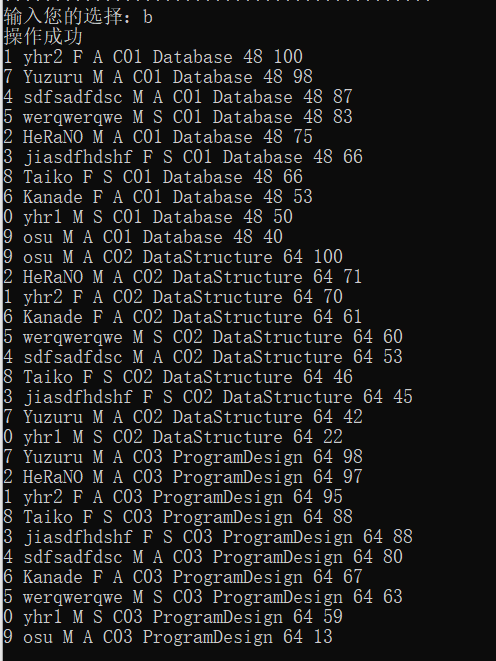 输入您的选择：b
操作成功
1 yhr2 F A C01 Database 48 100
7 Yuzuru M A C01 Database 48 98
4 sdfsadfdsc M A C01 Database 48 87
5 werqwerqwe M S C01 Database 48 83
2 HeRaNO M A C01 Database 48 75
3 jiasdfhdshf F S C01 Database 48 66
8 Taiko F S C01 Database 48 66
6 Kanade F A C01 Database 48 53
0 yhr1 M S C01 Database 48 50
9 osu M A C01 Database 48 40
9 osu M A C02 DataStructure 64 100
2 HeRaNO M A C02 DataStructure 64 71
1 yhr2 F A C02 DataStructure 64 70
6 Kanade F A C02 DataStructure 64 61
5 werqwerqwe M S C02 DataStructure 64 60
4 sdfsadfdsc M A C02 DataStructure 64 53
8 Taiko F S C02 DataStructure 64 46
3 jiasdfhdshf F S C02 DataStructure 64 45
7 Yuzuru M A C02 DataStructure 64 42
0 yhr1 M S C02 DataStructure 64 22
7 Yuzuru M A C03 ProgramDesign 64 98
2 HeRaNO M A C03 ProgramDesign 64 97
1 yhr2 F A C03 ProgramDesign 64 95
8 Taiko F S C03 ProgramDesign 64 88
3 jiasdfhdshf F S C03 ProgramDesign 64 88
4 sdfsadfdsc M A C03 ProgramDesign 64 80
6 Kanade F A C03 ProgramDesign 64 67
5 werqwerqwe M S C03 ProgramDesign 64 63
0 yhr1 M S C03 ProgramDesign 64 59
9 osu M A C03 ProgramDesign 64 13